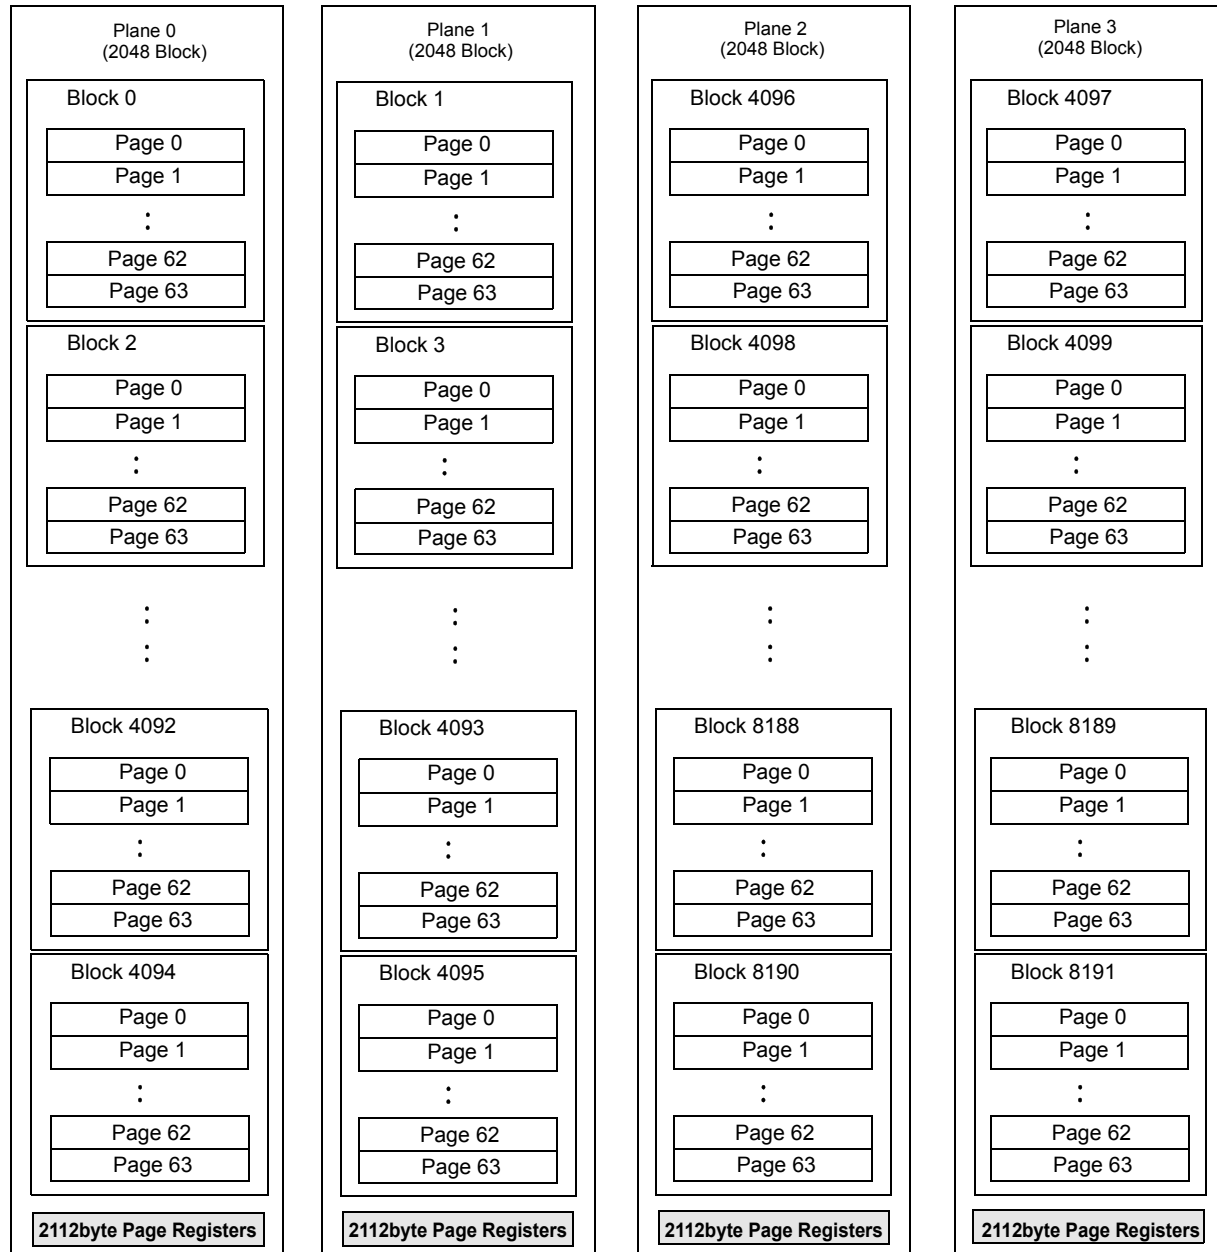 Plane 0
(2048 Block)
Block 0
Page 0
Page 1
Page 62
Page 63
Block 2
Page 0
Page 1
Page 62
Page 63
Block 4092
Page 0
Page 1
Page 62
Page 63
Block 4094
Page 0
Page 1
Page 62
Page 63
2112byte Page Registers
Plane 1
(2048 Block)
Block 1
Page 0
Page 1
Page 62
Page 63
Block 3
Page 0
Page 1
Page 62
Page 63
Block 4093
Page 0
Page 1
Page 62
Page 63
Block 4095
Page 0
Page 1
Page 62
Page 63
2112byte Page Registers
Plane 2
(2048 Block)
Block 4096
Page 0
Page 1
Page 62
Page 63
Block 4098
Page 0
Page 1
Page 62
Page 63
Block 8188
Page 0
Page 1
Page 62
Page 63
Block 8190
Page 0
Page 1
Page 62
Page 63
2112byte Page Registers
Plane 3
(2048 Block)
Block 4097
Page 0
Page 1
Page 62
Page 63
Block 4099
Page 0
Page 1
Page 62
Page 63
Block 8189
Page 0
Page 1
Page 62
Page 63
Block 8191
Page 0
Page 1
Page 62
Page 63
2112byte Page Registers